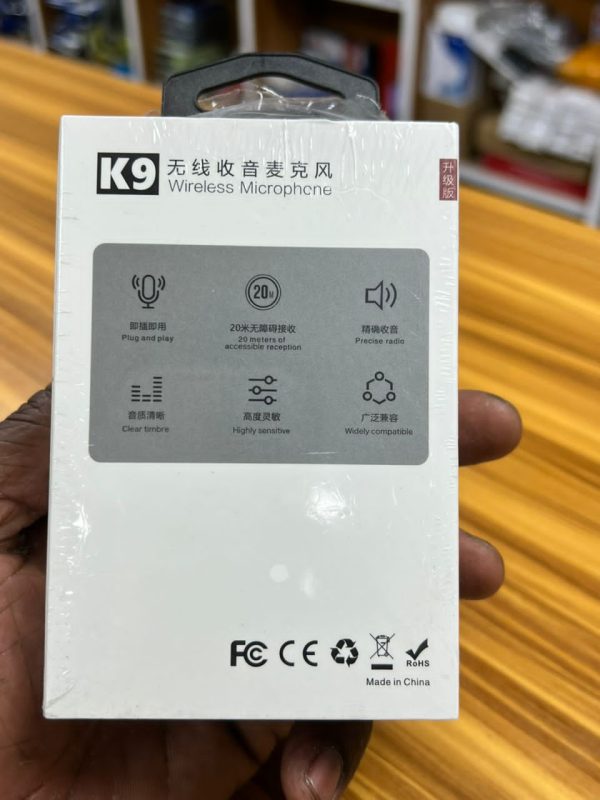 K9 无线收音麦克风
Wireless Microphone
升级版
即插即用
Plug and play
20M
20米无障碍接收
20 meters of
accessible reception
精确收音
Precise radio
音质清晰
Clear timbre
高度灵敏
Highly sensitive
广泛兼容
Widely compatible
FC CE
RoHS
Made in China